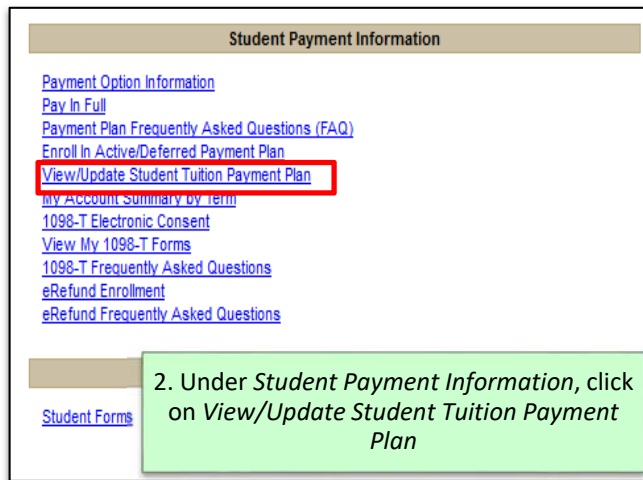 Student Payment Information
Payment Option Information
Pay In Full
Payment Plan Frequently Asked Questions (FAQ)
Enroll In Active/Deferred Payment Plan
View/Update Student Tuition Payment Plan
My Account Summary by Term
1098-T Electronic Consent
View My 1098-T Forms
1098-T Frequently Asked Questions
eRefund Enrollment
eRefund Frequently Asked Questions
Student Forms
2. Under Student Payment Information, click
on View/Update Student Tuition Payment
Plan